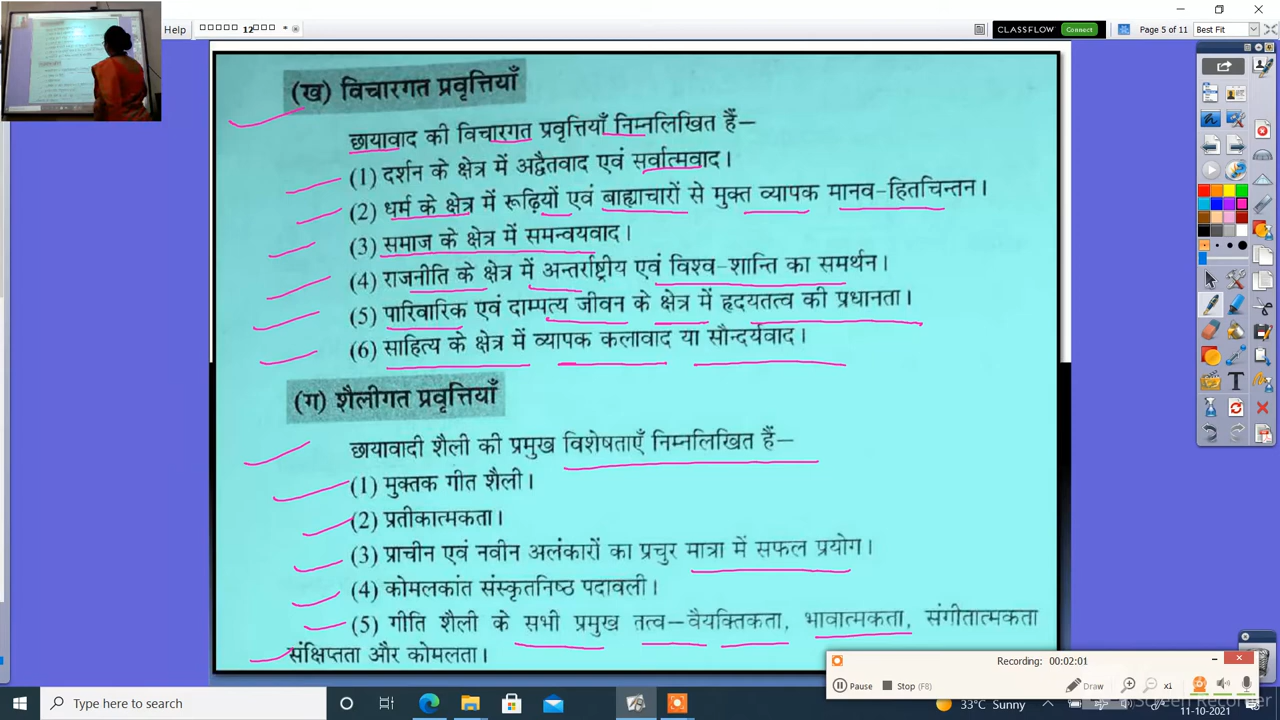 Help
12
*
CLASSFLOW
Connect
Page 5 of 11
Best Fit
(ख) विचारगत प्रवृत्तियाँ
छायावाद की विचारगत प्रवृत्तियाँ निम्नलिखित हैं–
(1) दर्शन के क्षेत्र में अद्वैतवाद एवं सर्वात्मवाद।
(2) धर्म के क्षेत्र में रूढ़ियों एवं बाह्याचारों से मुक्त व्यापक मानव-हितचिन्तन।
(3) समाज के क्षेत्र में समन्वयवाद।
(4) राजनीति के क्षेत्र में अन्तर्राष्ट्रीय एवं विश्व-शान्ति का समर्थन।
(5) पारिवारिक एवं दाम्पत्य जीवन के क्षेत्र में हृदयतत्व की प्रधानता।
(6) साहित्य के क्षेत्र में व्यापक कलावाद या सौन्दर्यवाद।
(ग) शैलीगत प्रवृत्तियाँ
छायावादी शैली की प्रमुख विशेषताएँ निम्नलिखित हैं–
(1) मुक्तक गीत शैली।
(2) प्रतीकात्मकता।
(3) प्राचीन एवं नवीन अलंकारों का प्रचुर मात्रा में सफल प्रयोग।
(4) कोमलकांत संस्कृतनिष्ठ पदावली।
(5) गीति शैली के सभी प्रमुख तत्व–वैयक्तिकता, भावात्मकता, संगीतात्मकता
संक्षिप्तता और कोमलता।
Recording: 00:02:01
Pause
Stop (F8)
Draw
x1
Type here to search
33°C Sunny
11-10-2021
Screen Recorder